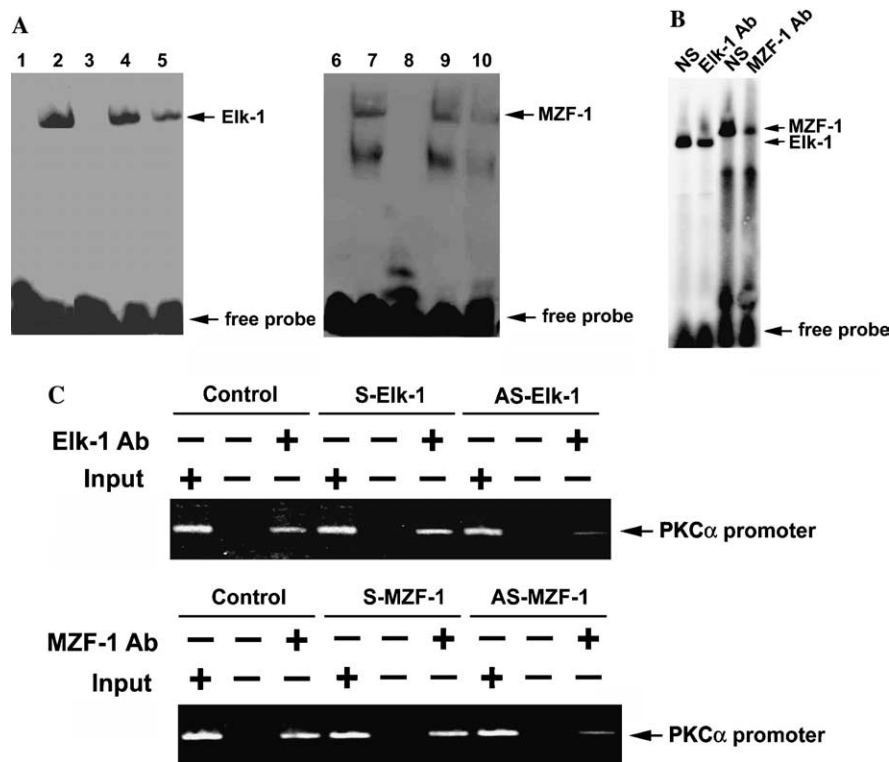 A
1 2 3 4 5
Elk-1
free probe
6 7 8 9 10
MZF-1
free probe
B
NS Elk-1 Ab NS MZF-1 Ab
MZF-1
Elk-1
free probe
C
Control S-Elk-1 AS-Elk-1
Elk-1 Ab − − + − − + − − +
Input + − − + − − + − −
PKCα promoter
Control S-MZF-1 AS-MZF-1
MZF-1 Ab − − + − − + − − +
Input + − − + − − + − −
PKCα promoter